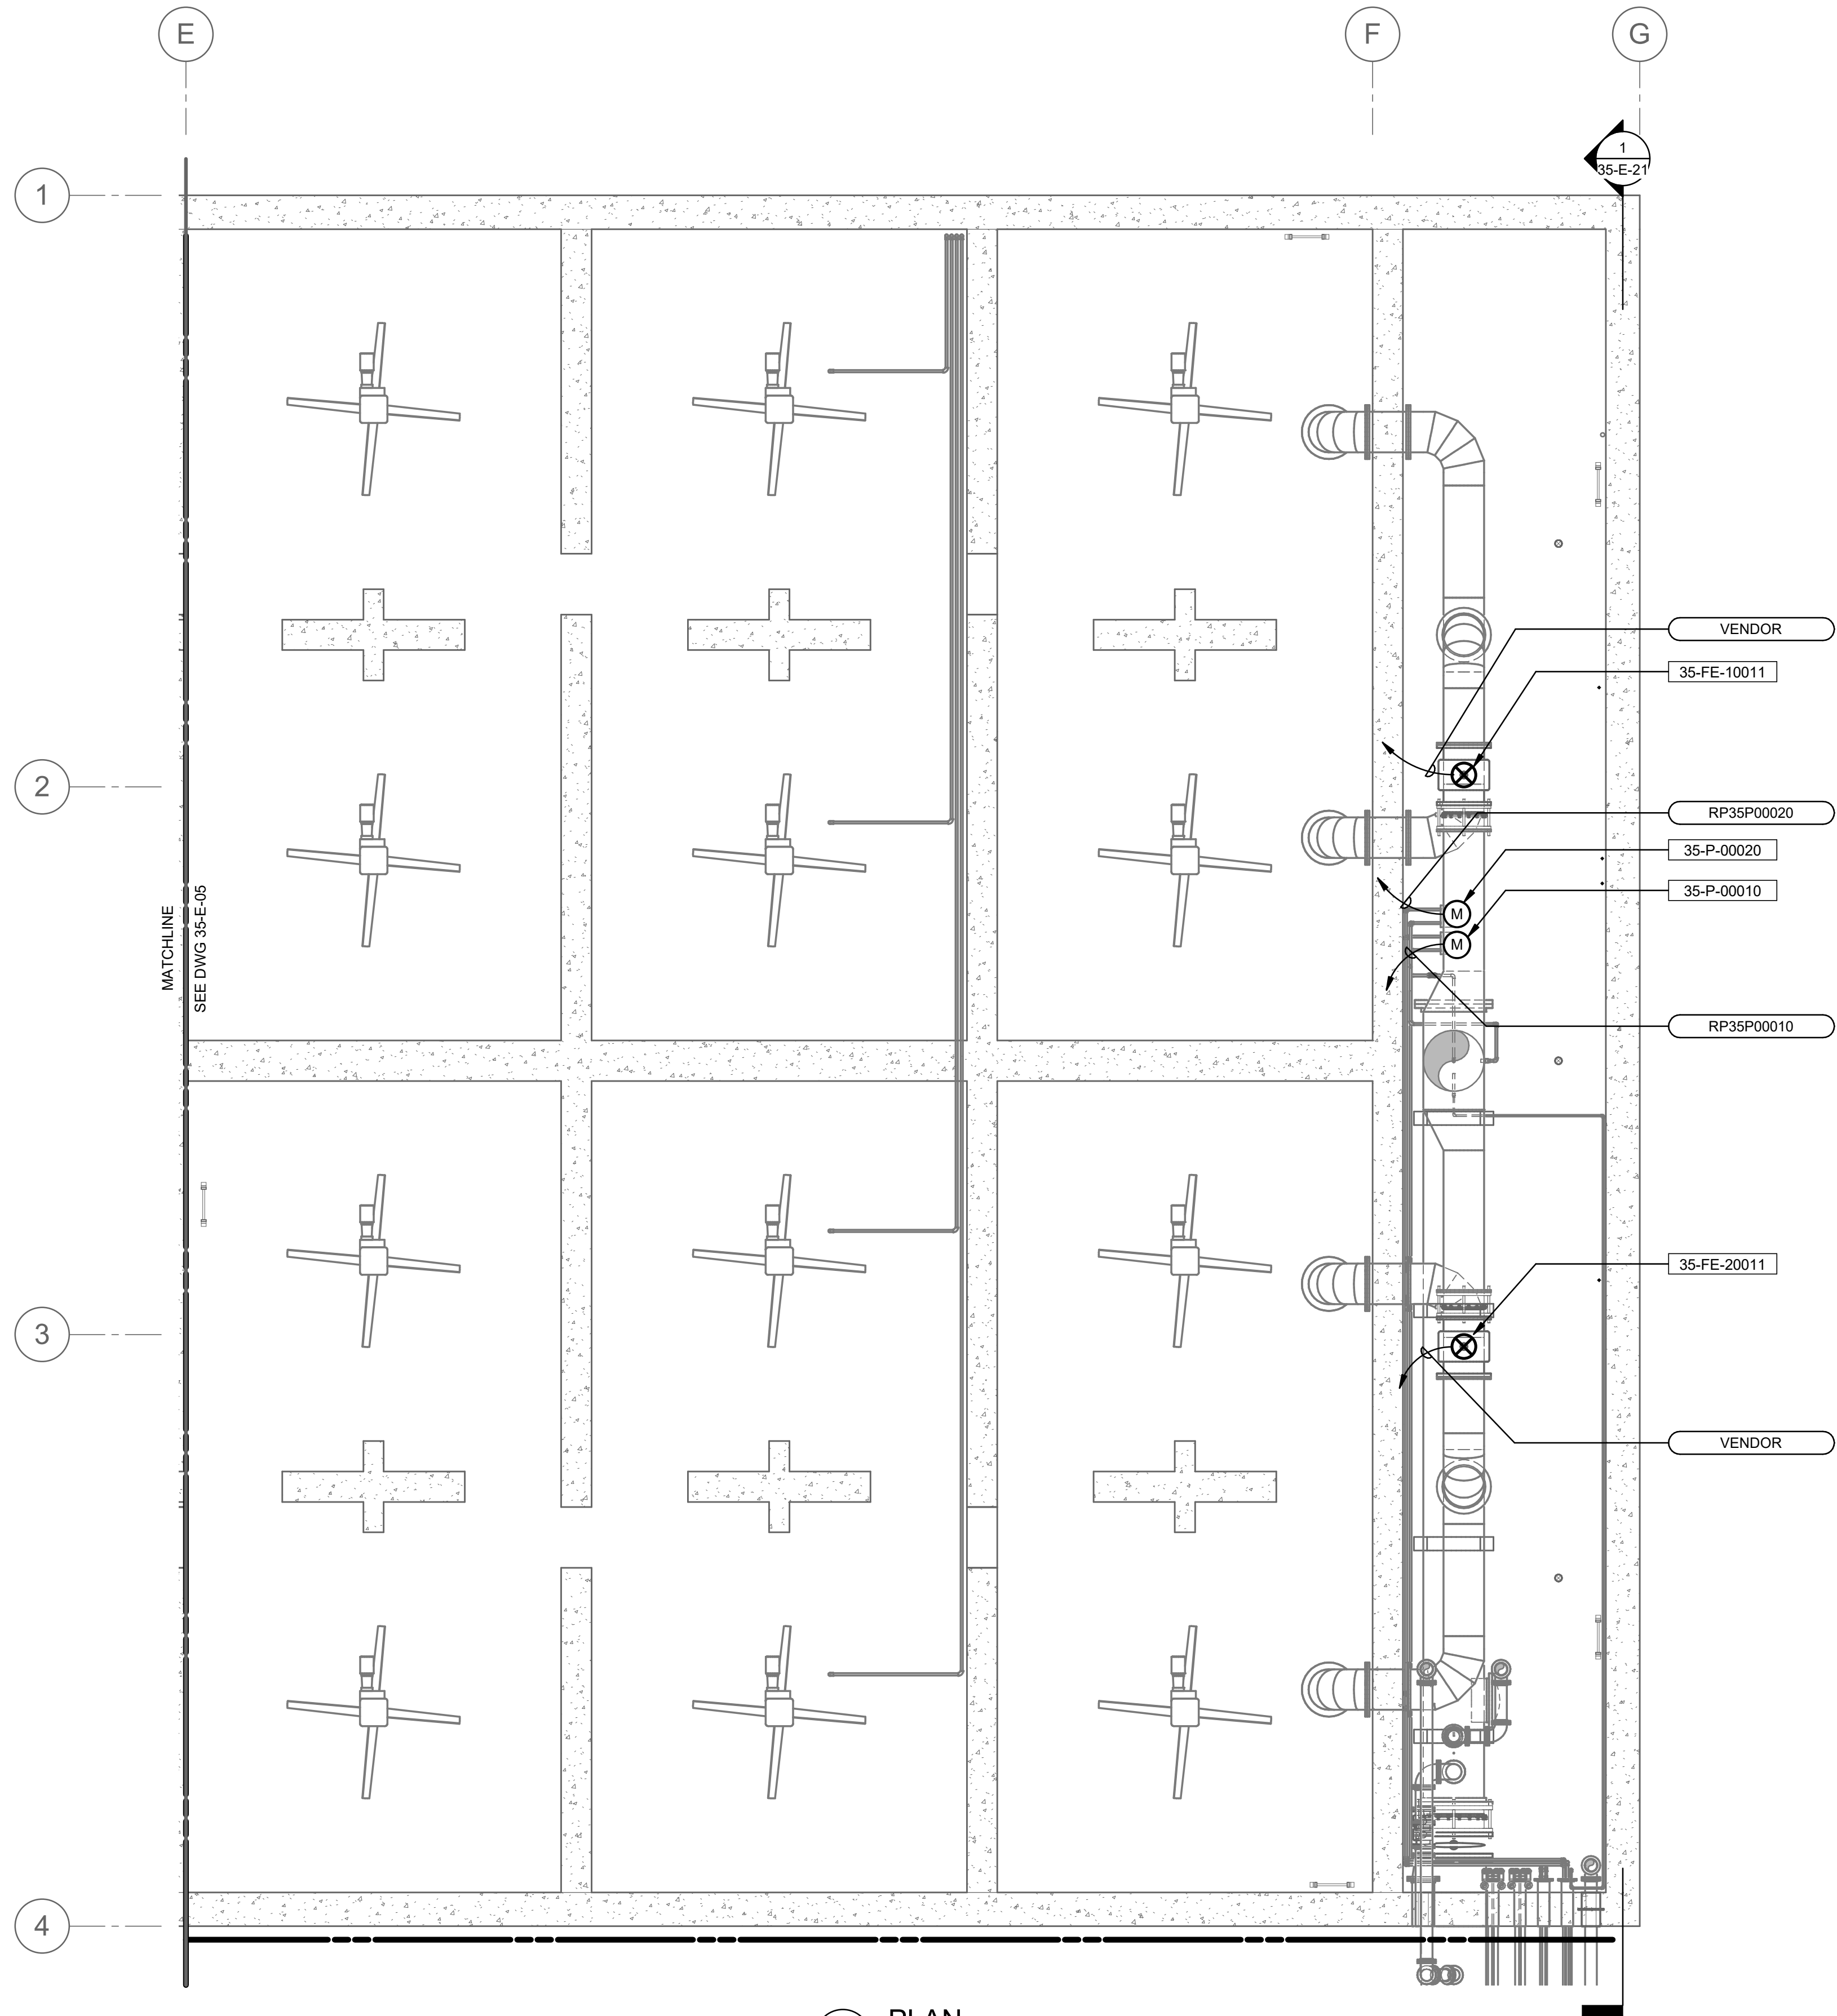 E
F
G
1
35-E-21
1
VENDOR
35-FE-10011
2
RP35P00020
35-P-00020
35-P-00010
M
M
MATCHLINE
SEE DWG 35-E-05
RP35P00010
35-FE-20011
3
VENDOR
4
PLAN